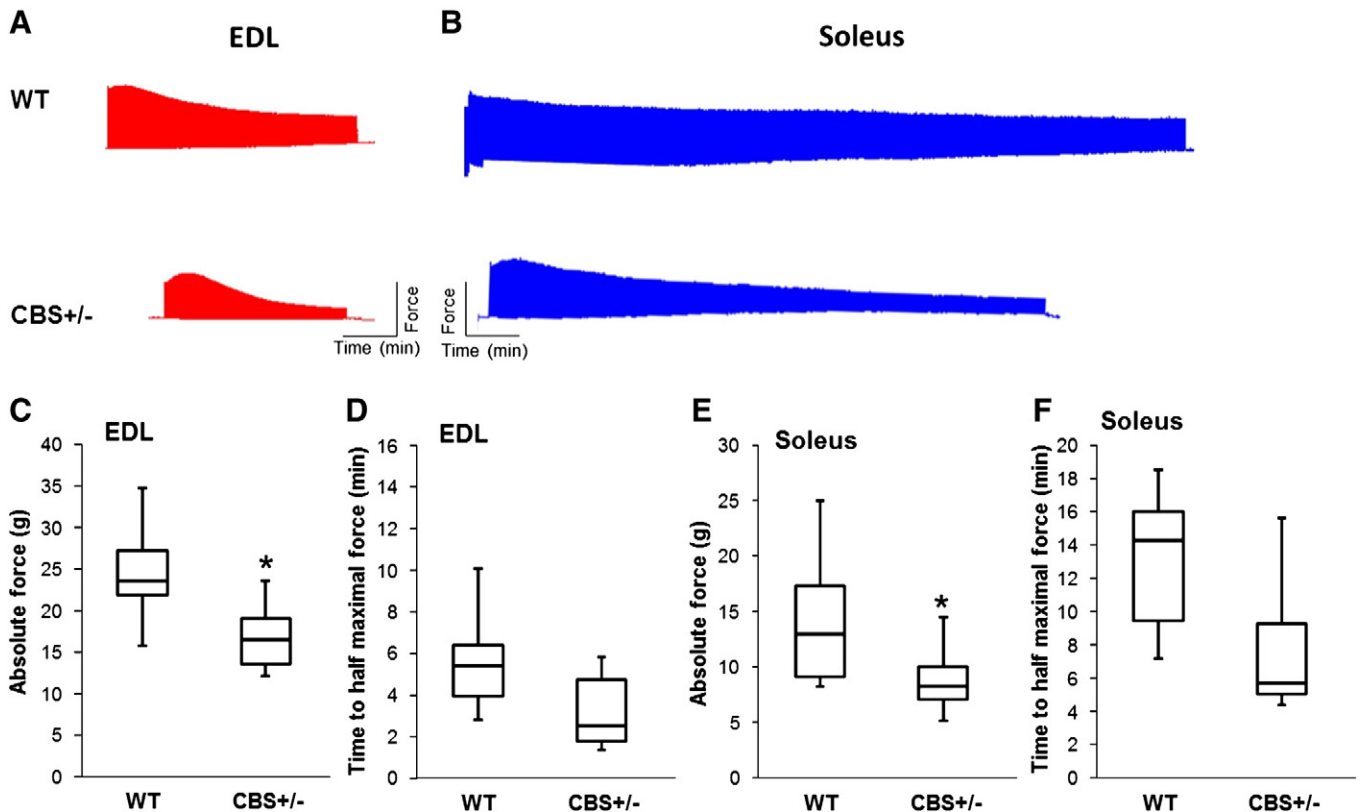 A
EDL
B
Soleus
WT
CBS+/-
Force
Time (min)
Force
Time (min)
C
EDL
Absolute force (g)
40
35
30
25
20
15
10
5
0
*
WT
CBS+/-
D
EDL
Time to half maximal force (min)
16
14
12
10
8
6
4
2
0
WT
CBS+/-
E
Soleus
Absolute force (g)
30
25
20
15
10
5
0
*
WT
CBS+/-
F
Soleus
Time to half maximal force (min)
20
18
16
14
12
10
8
6
4
2
0
WT
CBS+/-